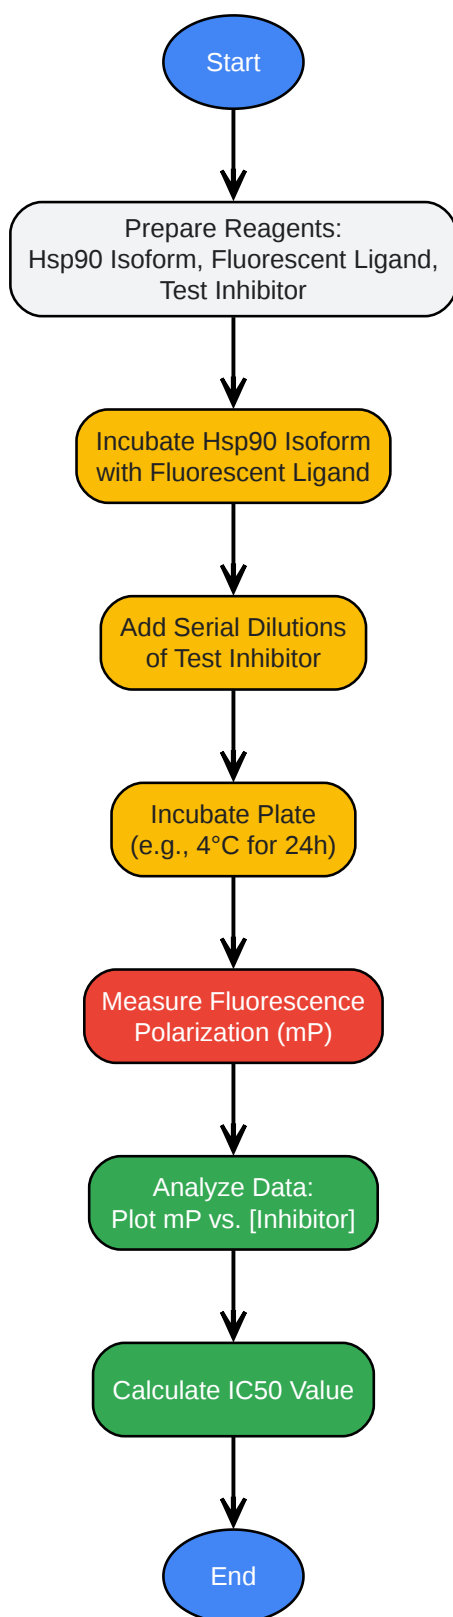 Start
Prepare Reagents:
Hsp90 Isoform, Fluorescent Ligand,
Test Inhibitor
Incubate Hsp90 Isoform
with Fluorescent Ligand
Add Serial Dilutions
of Test Inhibitor
Incubate Plate
(e.g., 4°C for 24h)
Measure Fluorescence
Polarization (mP)
Analyze Data:
Plot mP vs. [Inhibitor]
Calculate IC50 Value
End